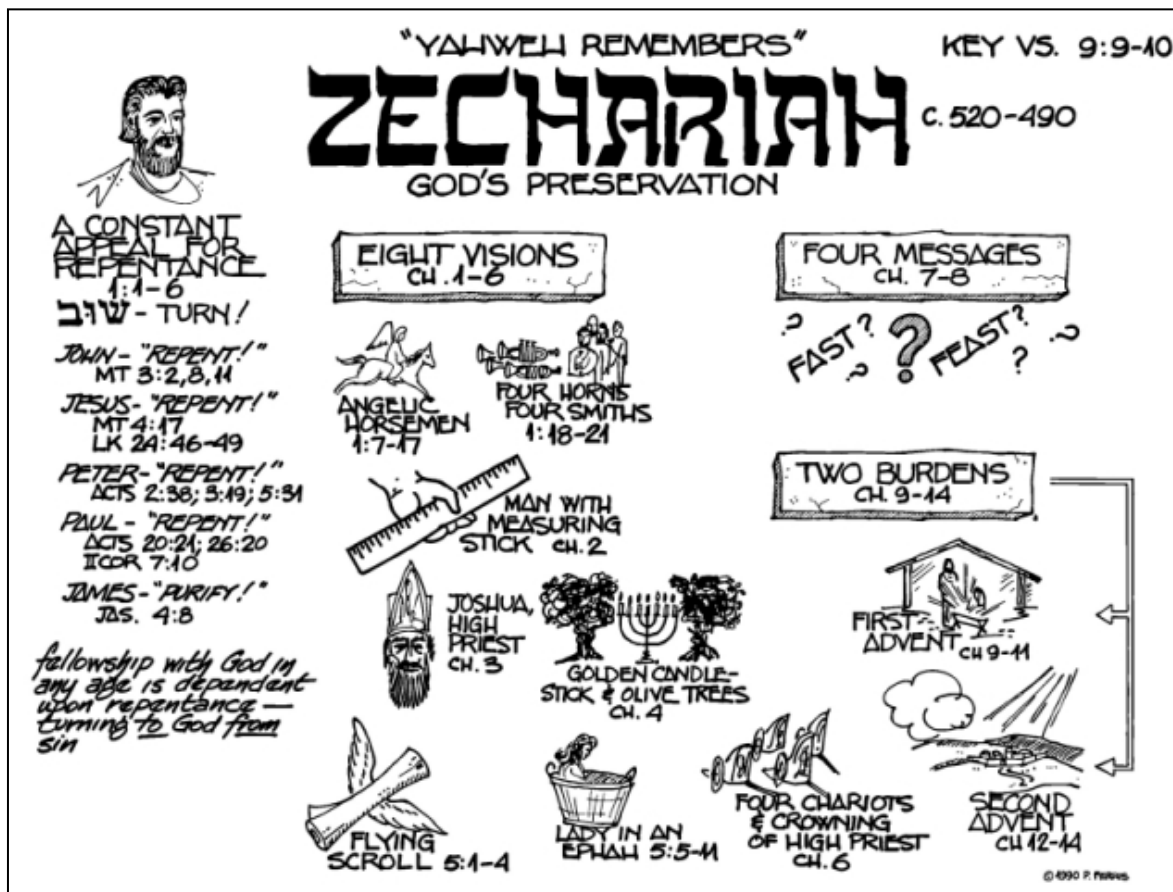 "YAHWEH REMEMBERS"
KEY VS. 9:9-10
ZECHARIAH
C. 520-490
GOD'S PRESERVATION
A CONSTANT
APPEAL FOR
REPENTANCE
1:1-6
שוּב - TURN!
JOHN - "REPENT!"
MT 3:2,8,11
JESUS - "REPENT!"
MT 4:17
LK 24:46-49
PETER - "REPENT!"
ACTS 2:38; 3:19; 5:31
PAUL - "REPENT!"
ACTS 20:21; 26:20
II COR 7:10
JAMES - "PURIFY!"
JAS. 4:8
fellowship with God in
any age is dependant
upon repentance —
turning to God from
sin
EIGHT VISIONS
CH. 1-6
ANGELIC
HORSEMEN
1:7-17
FOUR HORNS
FOUR SMITHS
1:18-21
MAN WITH
MEASURING
STICK CH. 2
JOSHUA,
HIGH
PRIEST
CH. 3
GOLDEN CANDLE-
STICK & OLIVE TREES
CH. 4
FLYING
SCROLL 5:1-4
LADY IN AN
EPHAH 5:5-11
FOUR CHARIOTS
& CROWNING
OF HIGH PRIEST
CH. 6
FOUR MESSAGES
CH. 7-8
? FAST? ? ? FEAST? ? ?
TWO BURDENS
CH. 9-14
FIRST
ADVENT CH 9-11
SECOND
ADVENT
CH 12-14
© 1990 P.